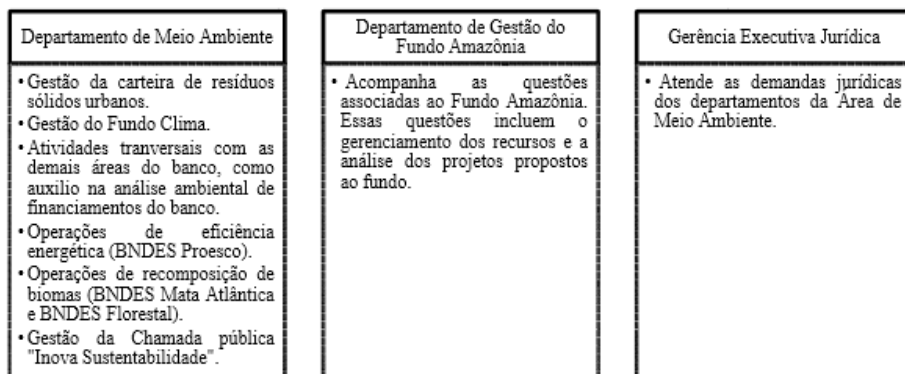 Departamento de Meio Ambiente
• Gestão da carteira de resíduos
sólidos urbanos.
• Gestão do Fundo Clima.
• Atividades tranversais com as
demais áreas do banco, como
auxilio na análise ambiental de
financiamentos do banco.
• Operações de eficiência
energética (BNDES Proesco).
• Operações de recomposição de
biomas (BNDES Mata Atlântica
e BNDES Florestal).
• Gestão da Chamada pública
"Inova Sustentabilidade".
Departamento de Gestão do
Fundo Amazônia
• Acompanha as questões
associadas ao Fundo Amazônia.
Essas questões incluem o
gerenciamento dos recursos e a
análise dos projetos propostos
ao fundo.
Gerência Executiva Jurídica
• Atende as demandas jurídicas
dos departamentos da Área de
Meio Ambiente.